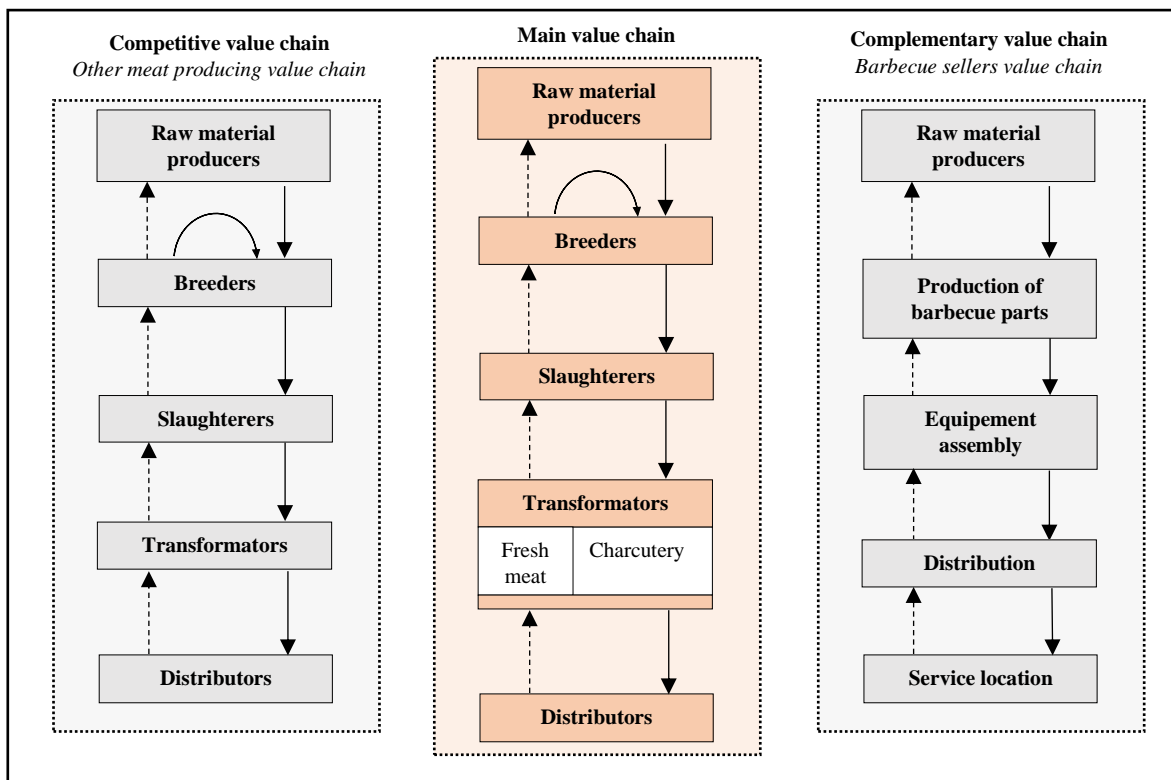 Competitive value chain
Other meat producing value chain
Raw material
producers
Breeders
Slaughterers
Transformators
Distributors
Main value chain
Raw material
producers
Breeders
Slaughterers
Transformators
Fresh
meat
Charcutery
Distributors
Complementary value chain
Barbecue sellers value chain
Raw material
producers
Production of
barbecue parts
Equipement
assembly
Distribution
Service location